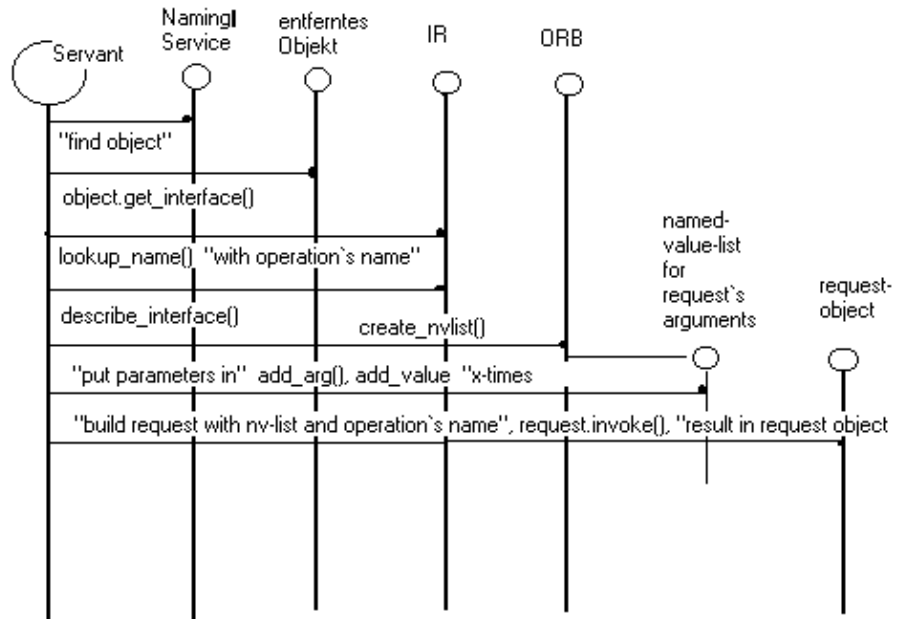 Servant
Naming
Service
entferntes
Objekt
IR
ORB
"find object"
object.get_interface()
lookup_name() "with operation`s name"
describe_interface()
create_nvlist()
named-
value-list
for
request`s
arguments
request-
object
"put parameters in" add_arg(), add_value "x-times
"build request with nv-list and operation`s name", request.invoke(), "result in request object